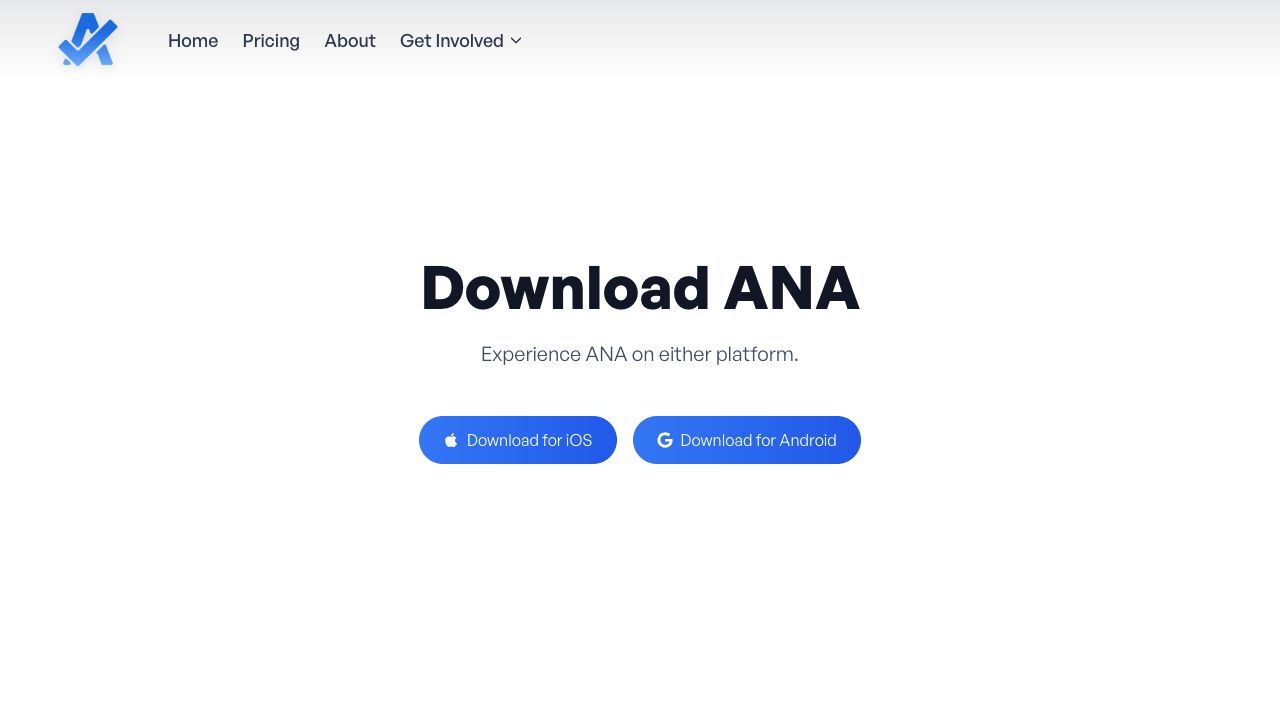 Home Pricing About Get Involved
Download ANA
Experience ANA on either platform.
Download for iOS Download for Android